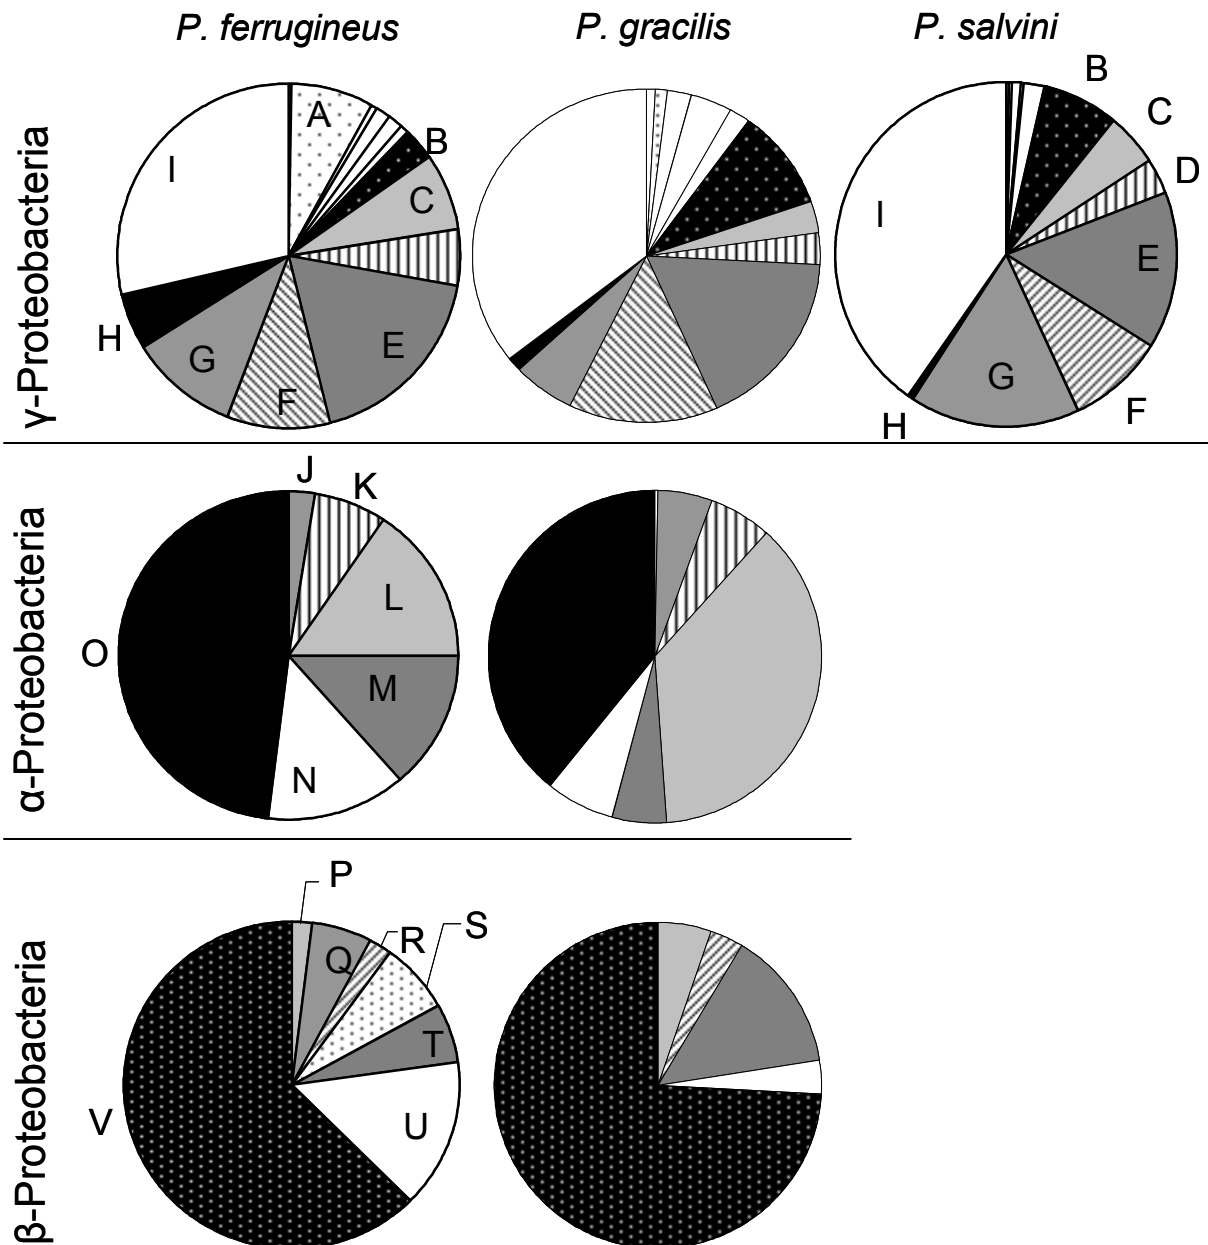 P. ferrugineus
P. gracilis
P. salvini
γ-Proteobacteria
A
B
C
E
F
G
H
I
B
C
D
E
F
G
H
I
α-Proteobacteria
J
K
L
M
N
O
β-Proteobacteria
P
Q
R
S
T
U
V